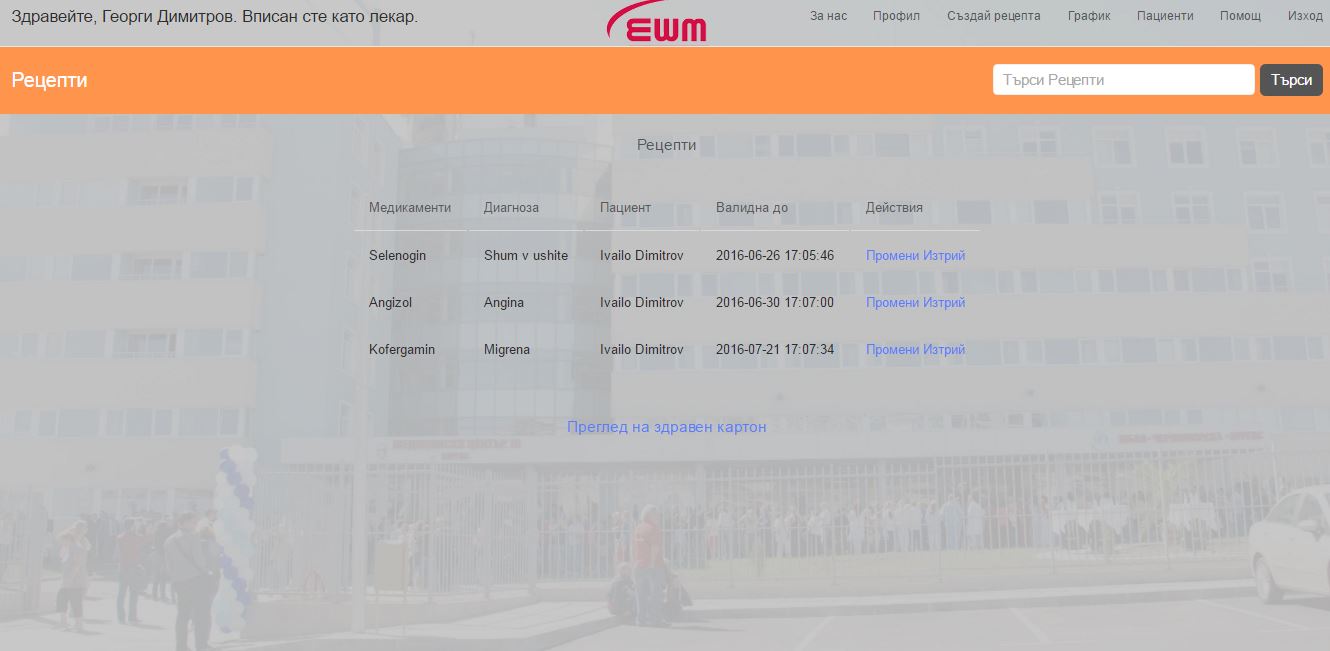 Здравейте, Георги Димитров. Вписан сте като лекар.
EWM
За нас Профил Създай рецепта График Пациенти Помощ Изход
Рецепти
Търси Рецепти Търси
Рецепти
Медикаменти Диагноза Пациент Валидна до Действия
Selenogin Shum v ushite Ivailo Dimitrov 2016-06-26 17:05:46 Промени Изтрий
Angizol Angina Ivailo Dimitrov 2016-06-30 17:07:00 Промени Изтрий
Kofergamin Migrena Ivailo Dimitrov 2016-07-21 17:07:34 Промени Изтрий
Преглед на здравен картон